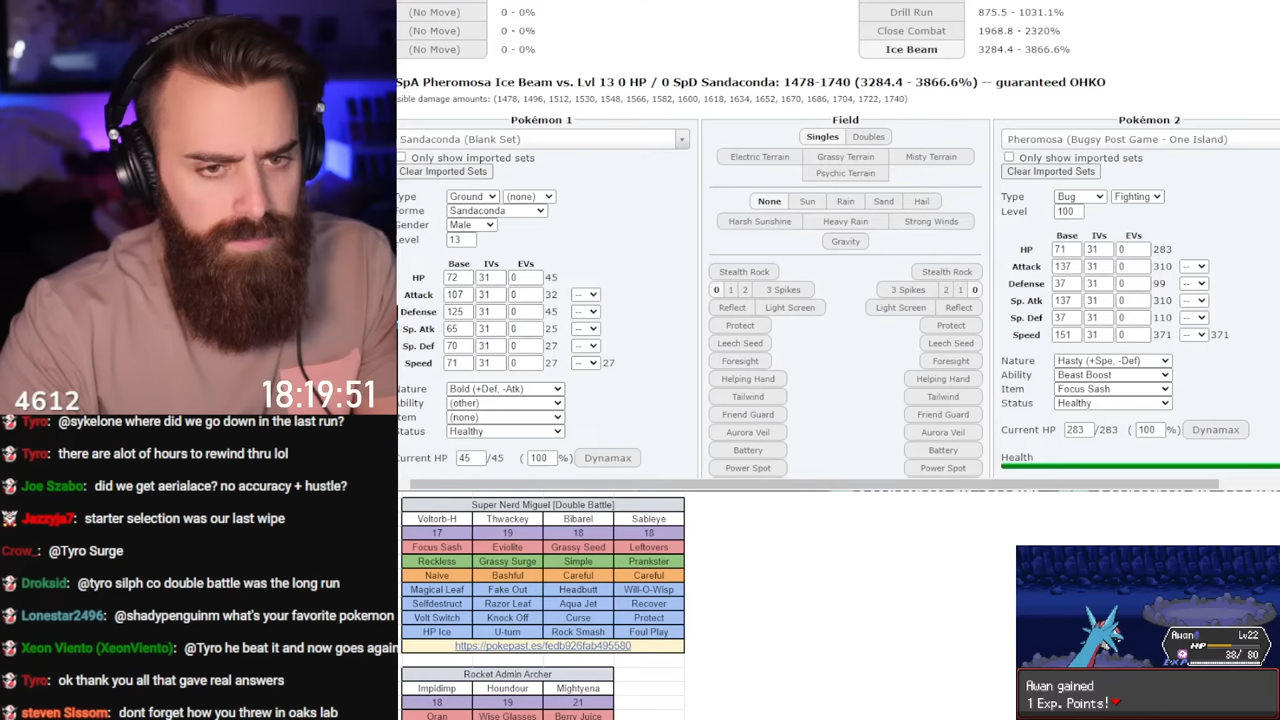 (No Move) 0 - 0%
(No Move) 0 - 0%
(No Move) 0 - 0%
Drill Run 875.5 - 1031.1%
Close Combat 1968.8 - 2320%
Ice Beam 3284.4 - 3866.6%
SpA Pheromosa Ice Beam vs. Lvl 13 0 HP / 0 SpD Sandaconda: 1478-1740 (3284.4 - 3866.6%) -- guaranteed OHKO
sible damage amounts: (1478, 1496, 1512, 1530, 1548, 1566, 1582, 1600, 1618, 1634, 1652, 1670, 1686, 1704, 1722, 1740)
Pokémon 1
Sandaconda (Blank Set)
Only show imported sets
Clear Imported Sets
Type Ground (none)
Forme Sandaconda
Gender Male
Level 13
Base IVs EVs
HP 72 31 0 45
Attack 107 31 0 32 --
Defense 125 31 0 45 --
Sp. Atk 65 31 0 25 --
Sp. Def 70 31 0 27 --
Speed 71 31 0 27 -- 27
Nature Bold (+Def, -Atk)
Ability (other)
Item (none)
Status Healthy
Current HP 45 /45 ( 100 %) Dynamax
Field
Singles Doubles
Electric Terrain Grassy Terrain Misty Terrain
Psychic Terrain
None Sun Rain Sand Hail
Harsh Sunshine Heavy Rain Strong Winds
Gravity
Stealth Rock Stealth Rock
0 1 2 3 Spikes 3 Spikes 2 1 0
Reflect Light Screen Light Screen Reflect
Protect Protect
Leech Seed Leech Seed
Foresight Foresight
Helping Hand Helping Hand
Tailwind Tailwind
Friend Guard Friend Guard
Aurora Veil Aurora Veil
Battery Battery
Power Spot Power Spot
Pokémon 2
Pheromosa (Bugsy Post Game - One Island)
Only show imported sets
Clear Imported Sets
Type Bug Fighting
Level 100
Base IVs EVs
HP 71 31 0 283
Attack 137 31 0 310 --
Defense 37 31 0 99 --
Sp. Atk 137 31 0 310 --
Sp. Def 37 31 0 110 --
Speed 151 31 0 371 -- 371
Nature Hasty (+Spe, -Def)
Ability Beast Boost
Item Focus Sash
Status Healthy
Current HP 283 /283 ( 100 %) Dynamax
Health
4612
18:19:51
Tyro: @sykelone where did we go down in the last run?
Tyro: there are alot of hours to rewind thru lol
Joe Szabo: did we get aerialace? no accuracy + hustle?
Jazzyja7: starter selection was our last wipe
Crow_: @Tyro Surge
Droksid: @tyro silph co double battle was the long run
Lonestar2496: @shadypenguinm what's your favorite pokemon
Xeon Viento (XeonViento): @Tyro he beat it and now goes again
Tyro: ok thank you all that gave real answers
steven Sissom: dont forget how you threw in oaks lab
Super Nerd Miguel [Double Battle]
Voltorb-H Thwackey Bibarel Sableye
17 19 18 18
Focus Sash Eviolite Grassy Seed Leftovers
Reckless Grassy Surge Simple Prankster
Naive Bashful Careful Careful
Magical Leaf Fake Out Headbutt Will-O-Wisp
Selfdestruct Razor Leaf Aqua Jet Recover
Volt Switch Knock Off Curse Protect
HP Ice U-turn Rock Smash Foul Play
https://pokepast.es/fedb926fab495580
Rocket Admin Archer
Impidimp Houndour Mightyena
18 19 21
Oran Wise Glasses Berry Juice
Awan Lv22
HP
38/ 80
Awan gained
1 Exp. Points!